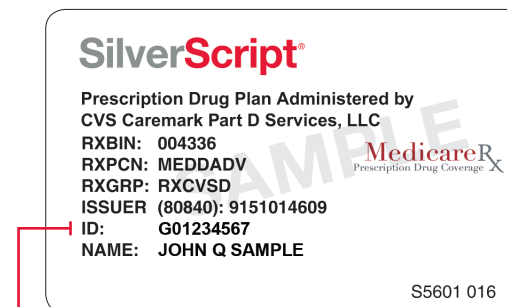 SilverScript®
Prescription Drug Plan Administered by
CVS Caremark Part D Services, LLC
RXBIN: 004336
RXPCN: MEDDADV
RXGRP: RXCVSD
ISSUER (80840): 9151014609
ID: G01234567
NAME: JOHN Q SAMPLE
MedicareRx
Prescription Drug Coverage
SAMPLE
S5601 016